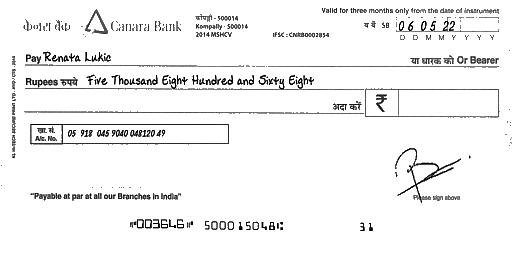 Valid for three months only from the date of instrument
केनरा बैंक Canara Bank
कोंपल्ली - 500014
Kompally - 500014
2014 MSHCV
IFSC : CNRB0002854
SB 06 05 22
D D M M Y Y Y Y
Pay Renata Lukic
या धारक को Or Bearer
Rupees रुपये Five Thousand Eight Hundred and Sixty Eight
अदा करें ₹
खा. सं.
A/c. No.
05 918 045 9040 048120 49
Please sign above
"Payable at par at all our Branches in India"
⑈003646⑈ 500015048⑆ 31